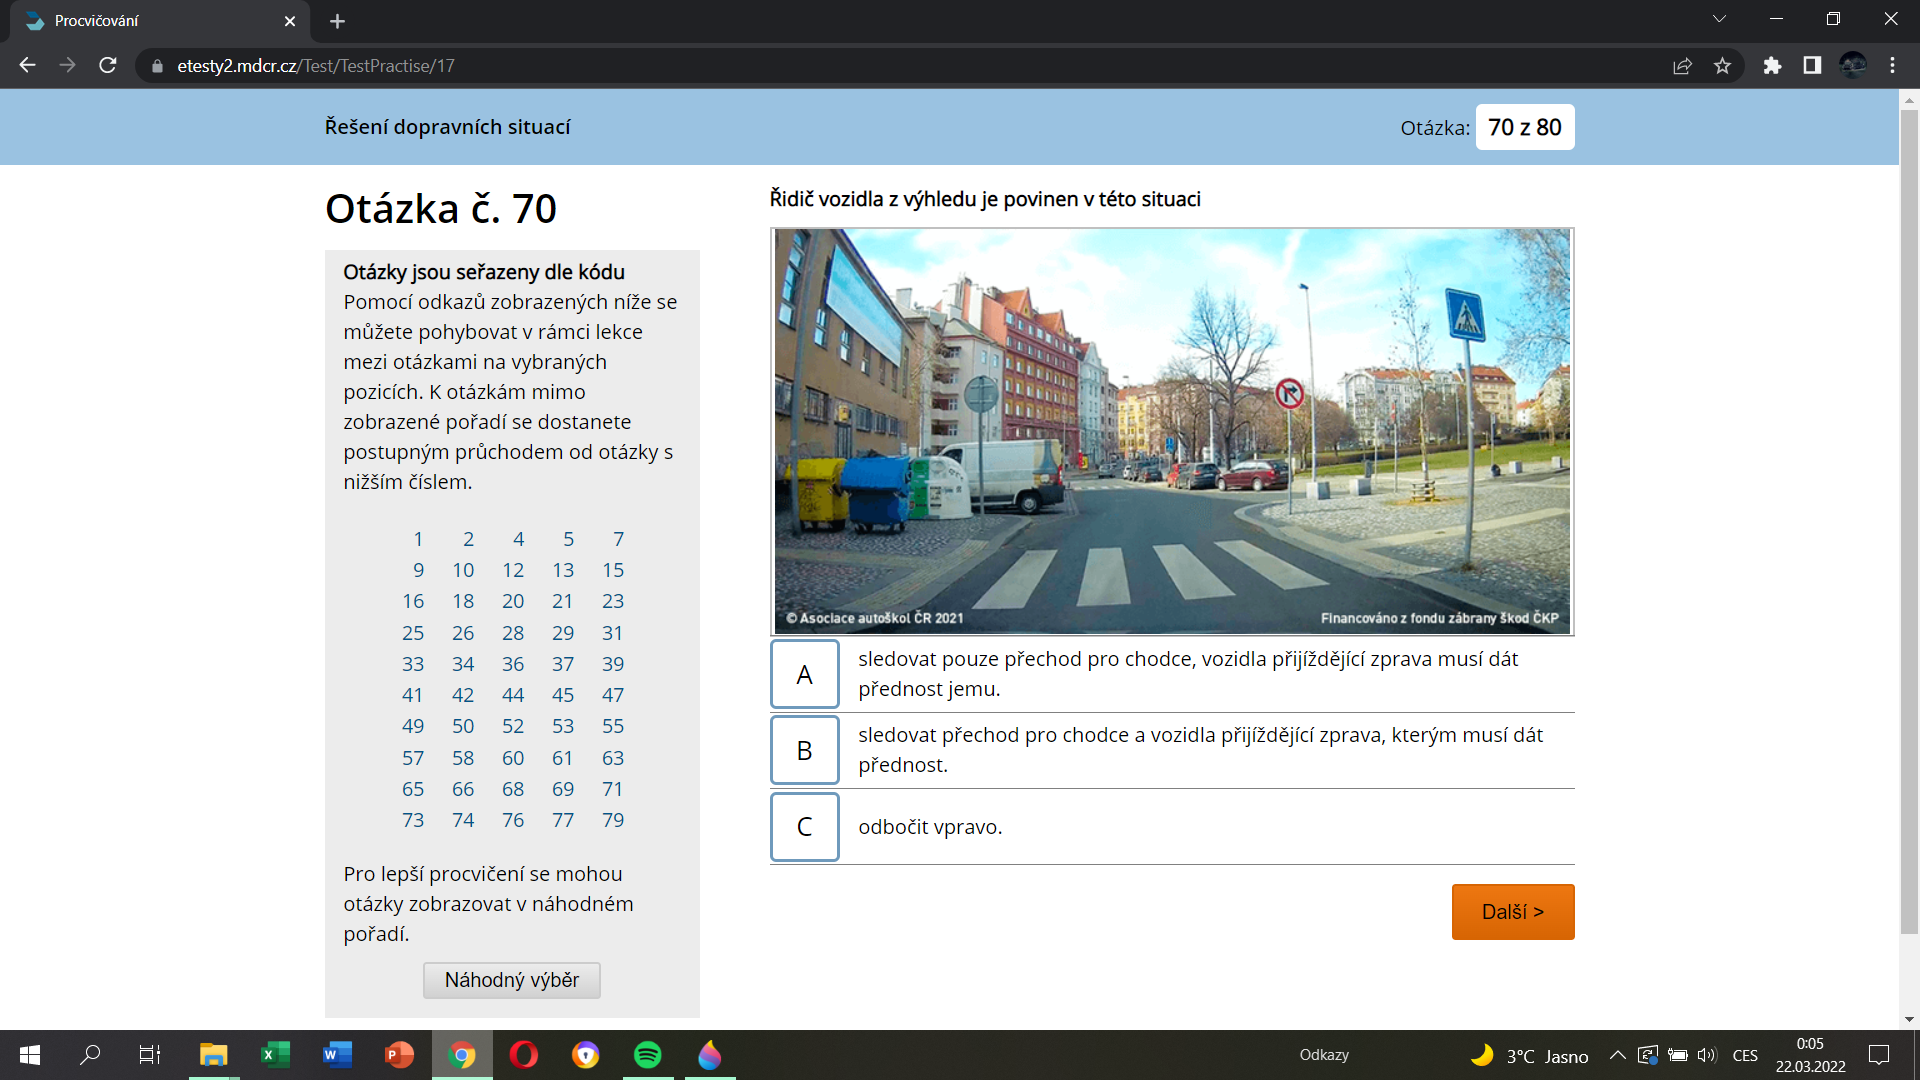 Procvičování
etesty2.mdcr.cz/Test/TestPractise/17
Řešení dopravních situací
Otázka: 70 z 80
Otázka č. 70
Otázky jsou seřazeny dle kódu
Pomocí odkazů zobrazených níže se
můžete pohybovat v rámci lekce
mezi otázkami na vybraných
pozicích. K otázkám mimo
zobrazené pořadí se dostanete
postupným průchodem od otázky s
nižším číslem.
1 2 4 5 7
9 10 12 13 15
16 18 20 21 23
25 26 28 29 31
33 34 36 37 39
41 42 44 45 47
49 50 52 53 55
57 58 60 61 63
65 66 68 69 71
73 74 76 77 79
Pro lepší procvičení se mohou
otázky zobrazovat v náhodném
pořadí.
Náhodný výběr
Řidič vozidla z výhledu je povinen v této situaci
© Asociace autoškol ČR 2021
Financováno z fondu zábrany škod ČKP
A
sledovat pouze přechod pro chodce, vozidla přijíždějící zprava musí dát
přednost jemu.
B
sledovat přechod pro chodce a vozidla přijíždějící zprava, kterým musí dát
přednost.
C
odbočit vpravo.
Další >
Odkazy
3°C Jasno
CES
0:05
22.03.2022